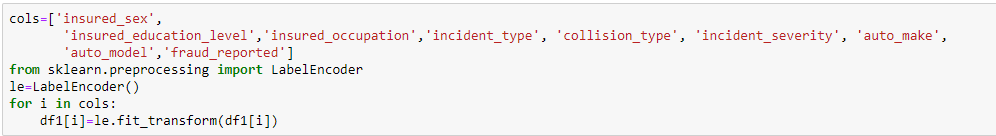 cols=['insured_sex',
'insured_education_level','insured_occupation','incident_type', 'collision_type', 'incident_severity', 'auto_make',
'auto_model','fraud_reported']
from sklearn.preprocessing import LabelEncoder
le=LabelEncoder()
for i in cols:
    df1[i]=le.fit_transform(df1[i])